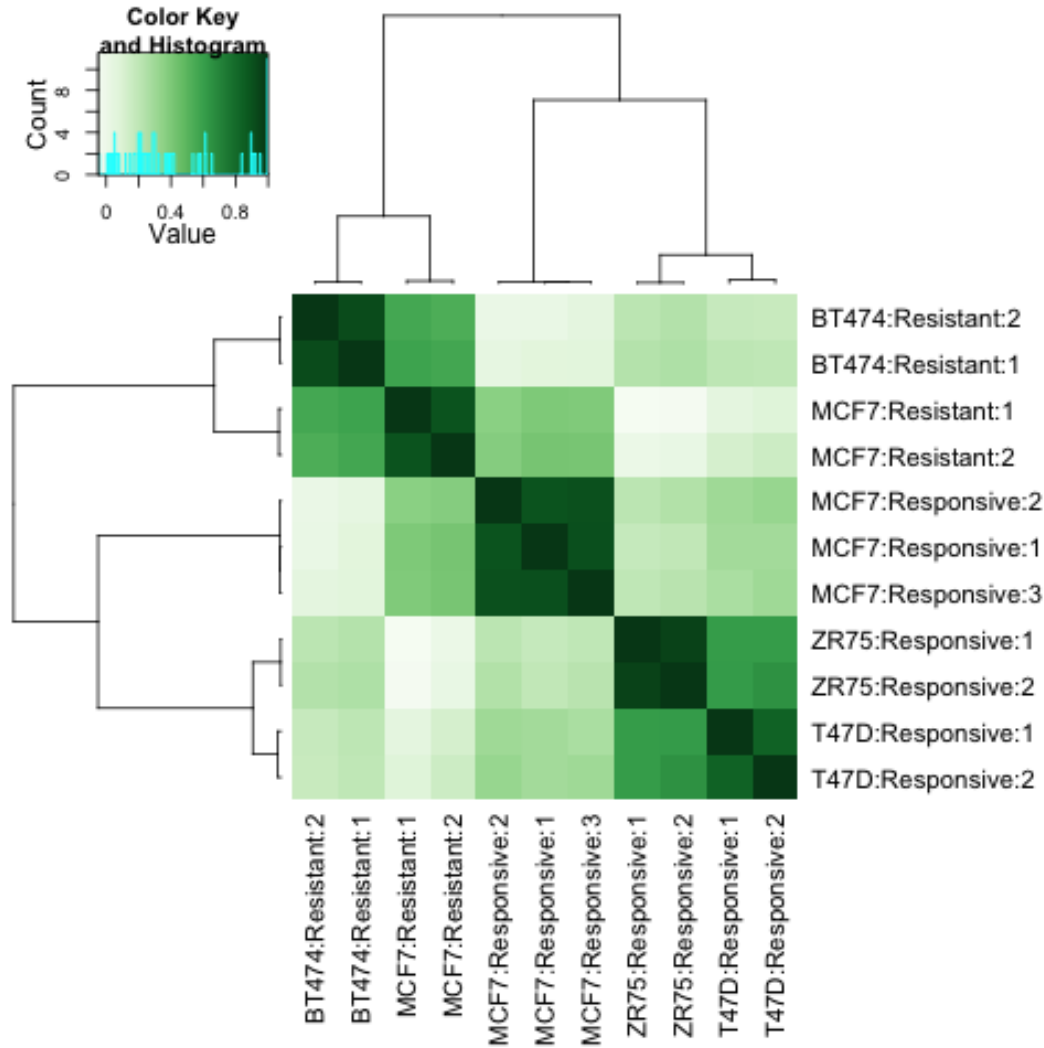 Color Key
and Histogram
Count
0 4 8
0 0.4 0.8
Value
BT474:Resistant:2
BT474:Resistant:1
MCF7:Resistant:1
MCF7:Resistant:2
MCF7:Responsive:2
MCF7:Responsive:1
MCF7:Responsive:3
ZR75:Responsive:1
ZR75:Responsive:2
T47D:Responsive:1
T47D:Responsive:2
BT474:Resistant:2
BT474:Resistant:1
MCF7:Resistant:1
MCF7:Resistant:2
MCF7:Responsive:2
MCF7:Responsive:1
MCF7:Responsive:3
ZR75:Responsive:1
ZR75:Responsive:2
T47D:Responsive:1
T47D:Responsive:2